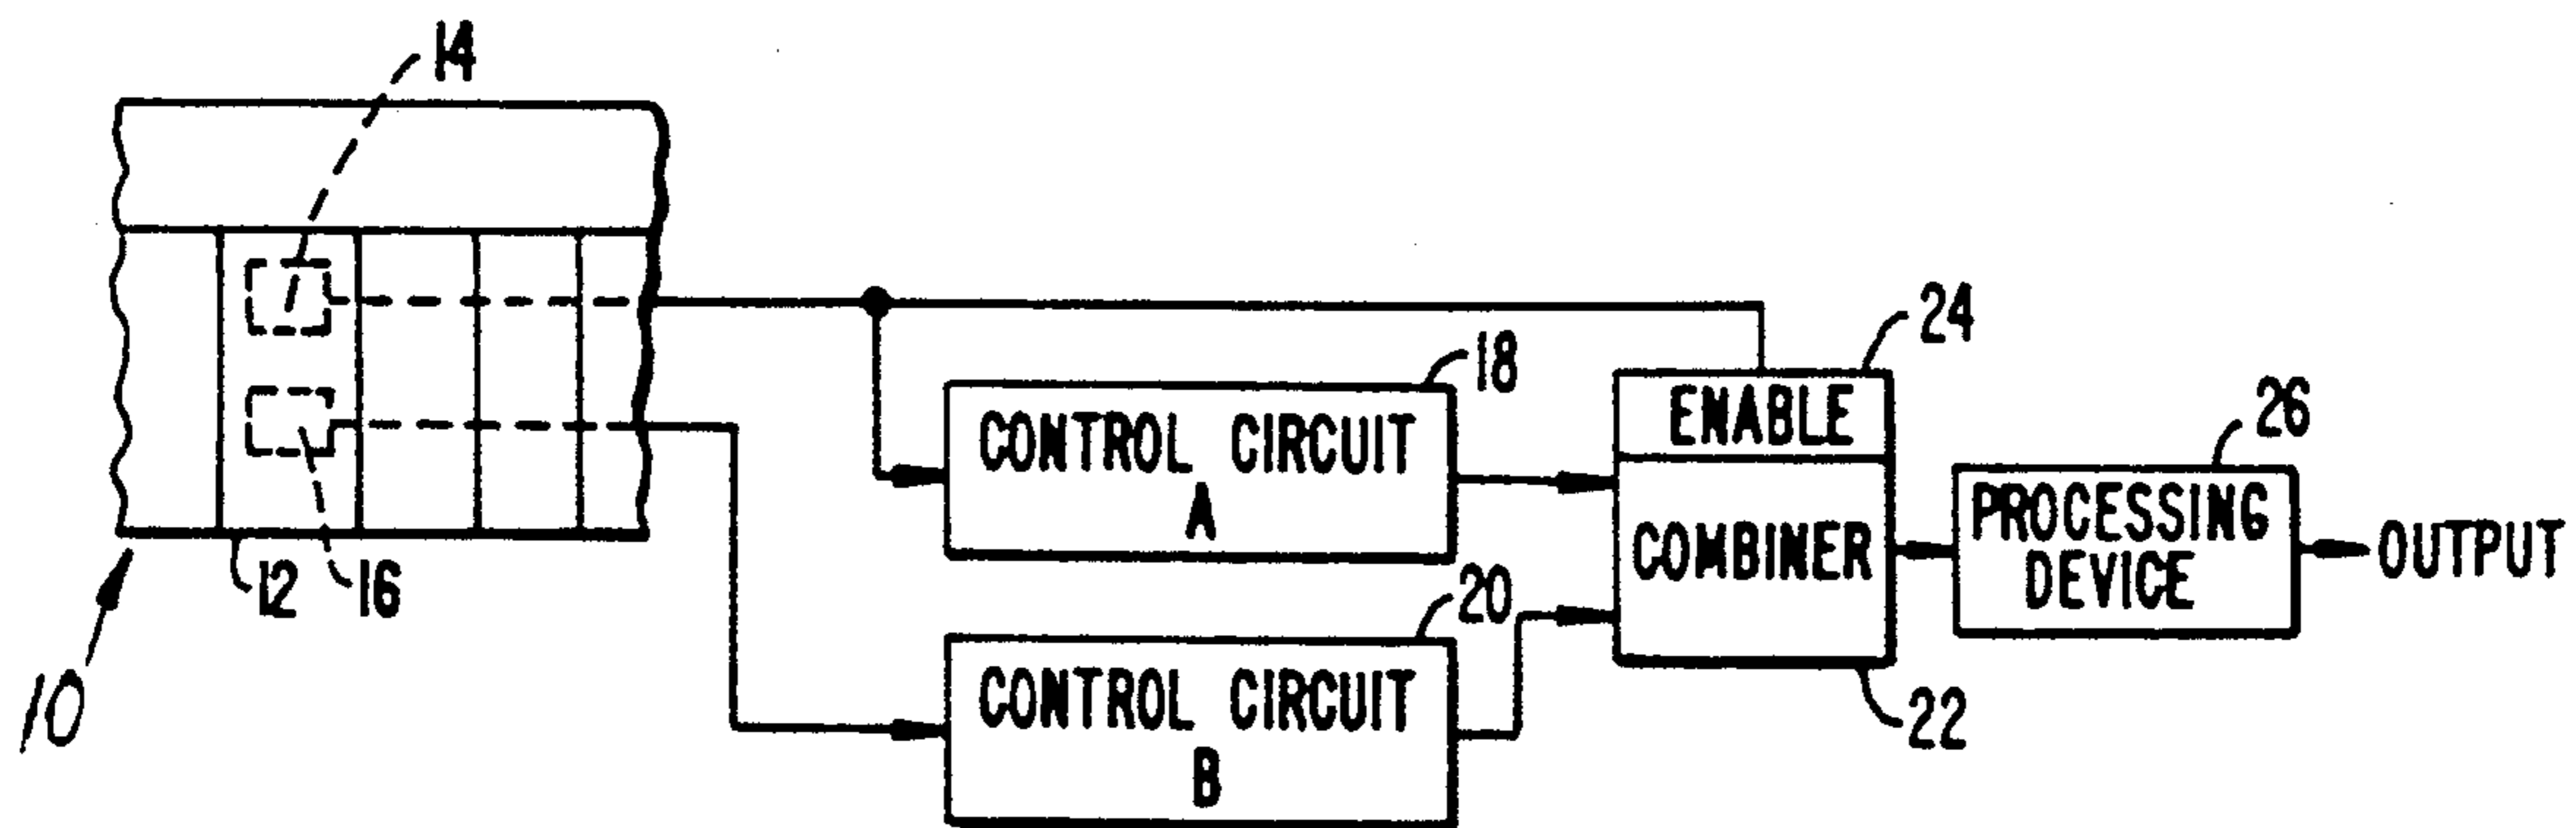 14
24
18
ENABLE
26
CONTROL CIRCUIT
A
PROCESSING
DEVICE
COMBINER
OUTPUT
12
16
20
10
CONTROL CIRCUIT
B
22